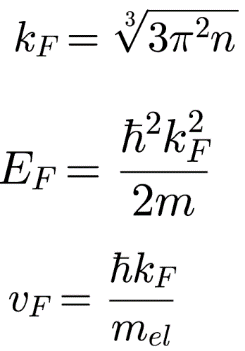 k_F = \sqrt[3]{3\pi^2 n}
E_F = \frac{\hbar^2 k_F^2}{2m}
v_F = \frac{\hbar k_F}{m_{el}}